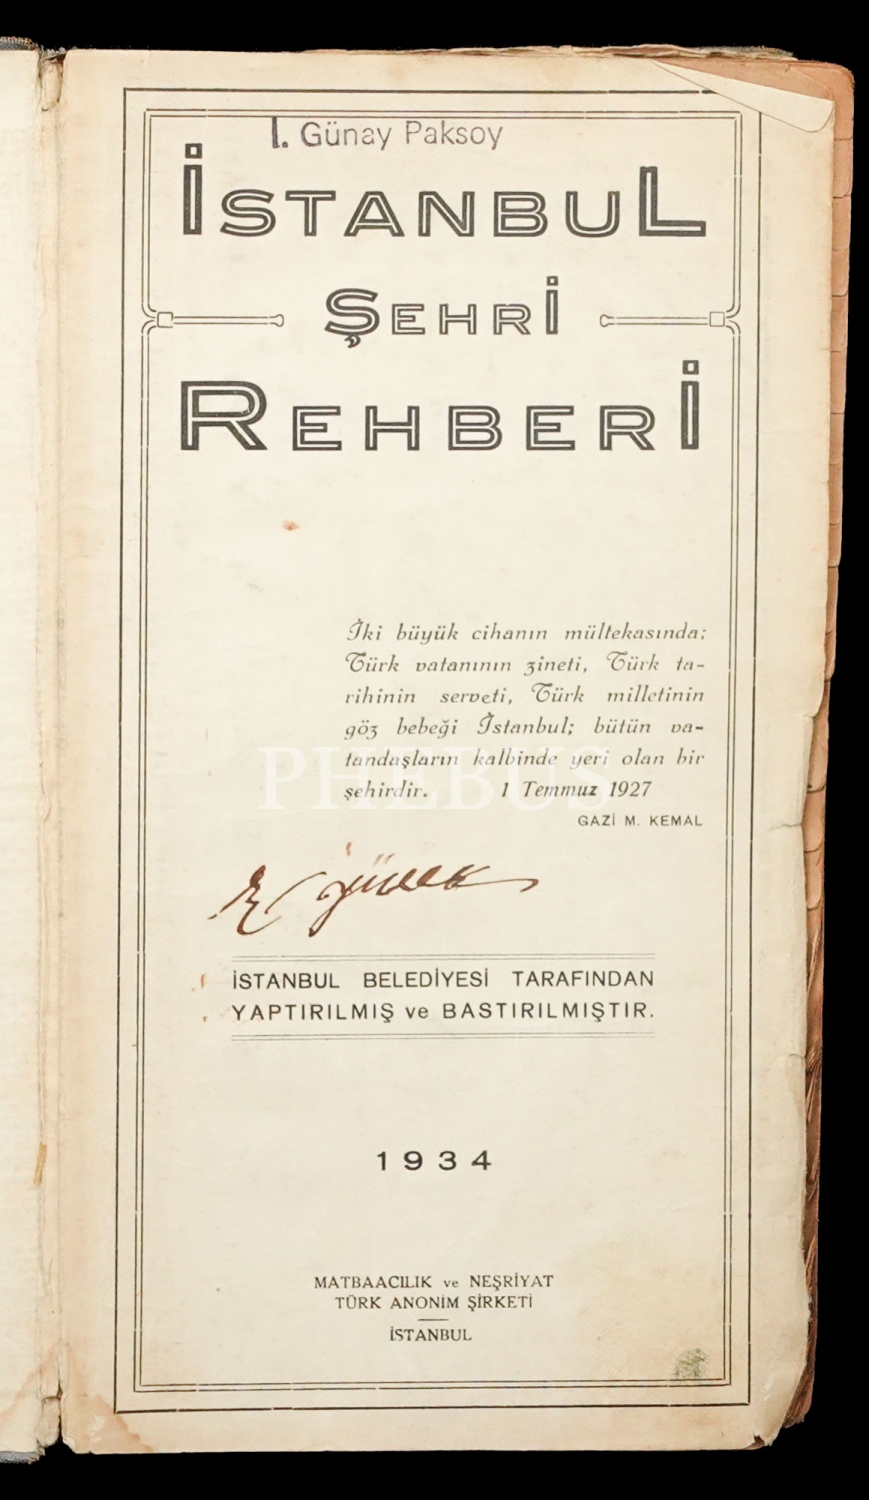 I. Günay Paksoy
İSTANBUL
ŞEHRİ
REHBERİ
İki büyük cihanın mültekasında;
Türk vatanının zineti, Türk ta-
rihinin serveti, Türk milletinin
göz bebeği İstanbul; bütün va-
tandaşların kalbinde yeri olan bir
şehirdir. 1 Temmuz 1927
GAZİ M. KEMAL
PHEBUS
İSTANBUL BELEDİYESİ TARAFINDAN
YAPTIRILMIŞ ve BASTIRILMIŞTIR.
1934
MATBAACILIK ve NEŞRİYAT
TÜRK ANONİM ŞİRKETİ
İSTANBUL